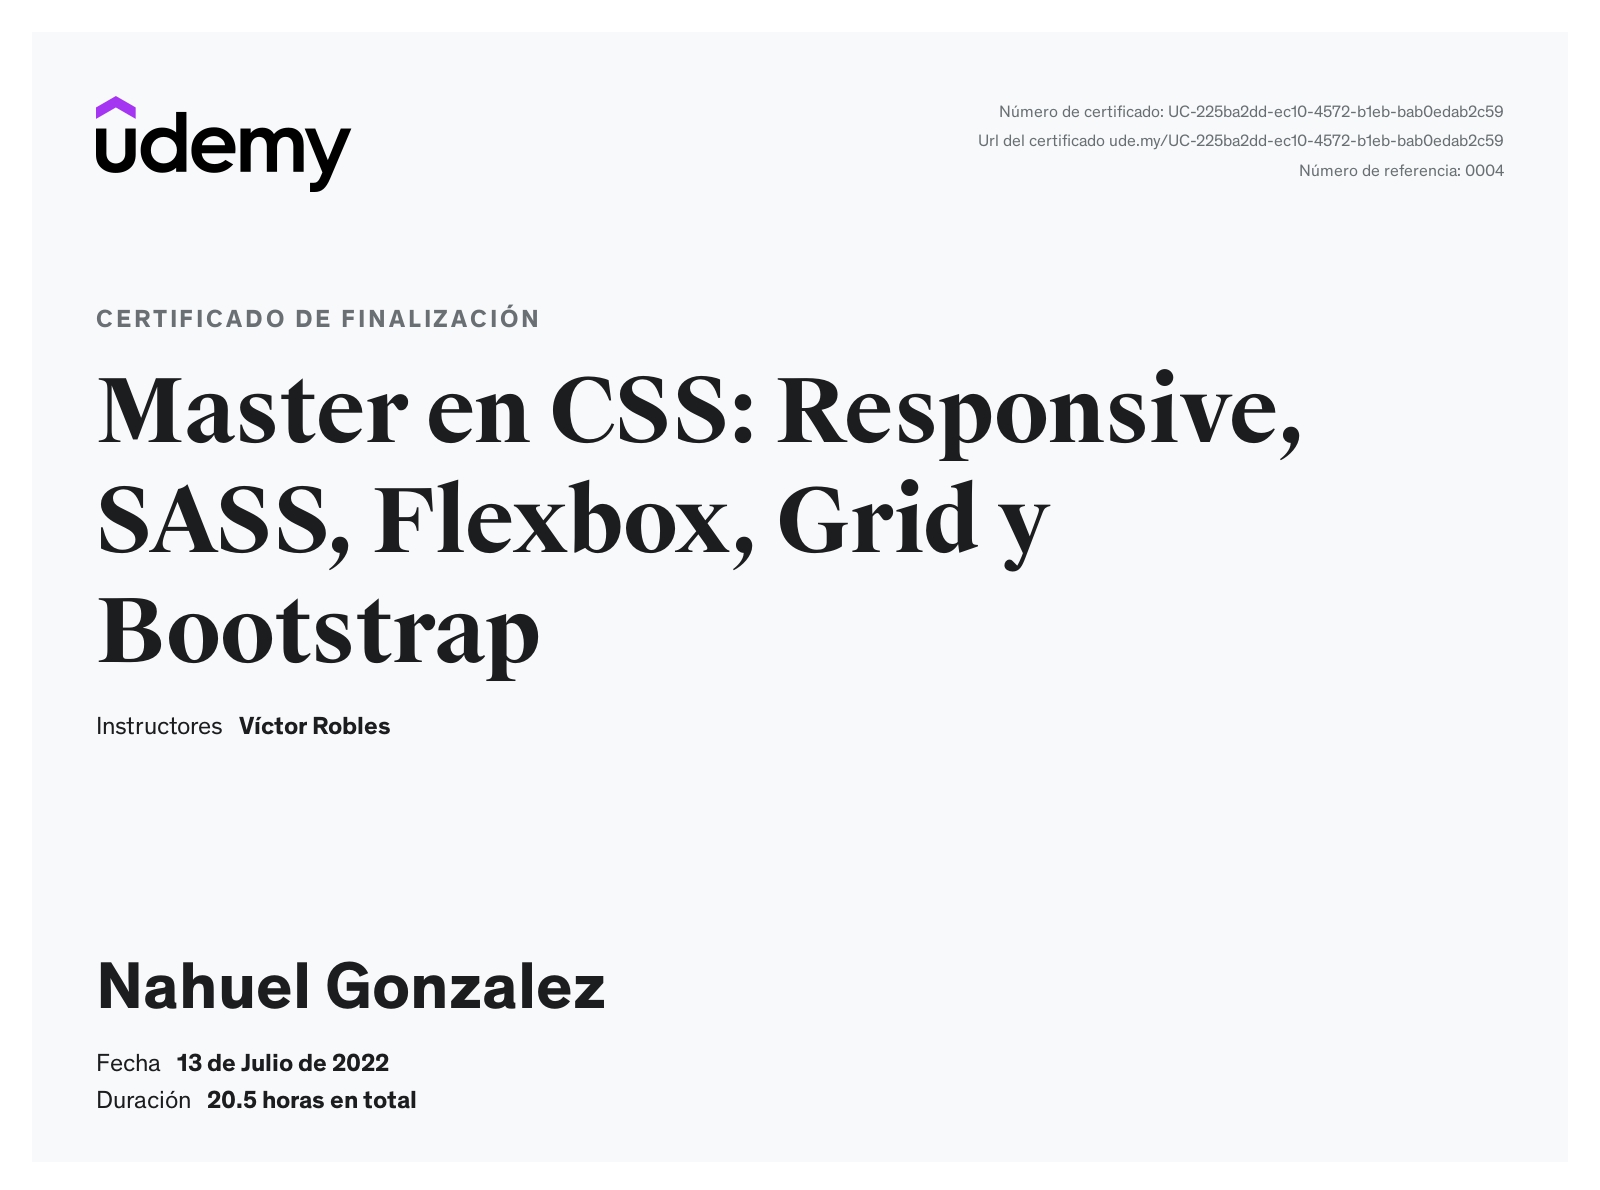 udemy
Número de certificado: UC-225ba2dd-ec10-4572-b1eb-bab0edab2c59
Url del certificado ude.my/UC-225ba2dd-ec10-4572-b1eb-bab0edab2c59
Número de referencia: 0004
CERTIFICADO DE FINALIZACIÓN
Master en CSS: Responsive,
SASS, Flexbox, Grid y
Bootstrap
Instructores Víctor Robles
Nahuel Gonzalez
Fecha 13 de Julio de 2022
Duración 20.5 horas en total